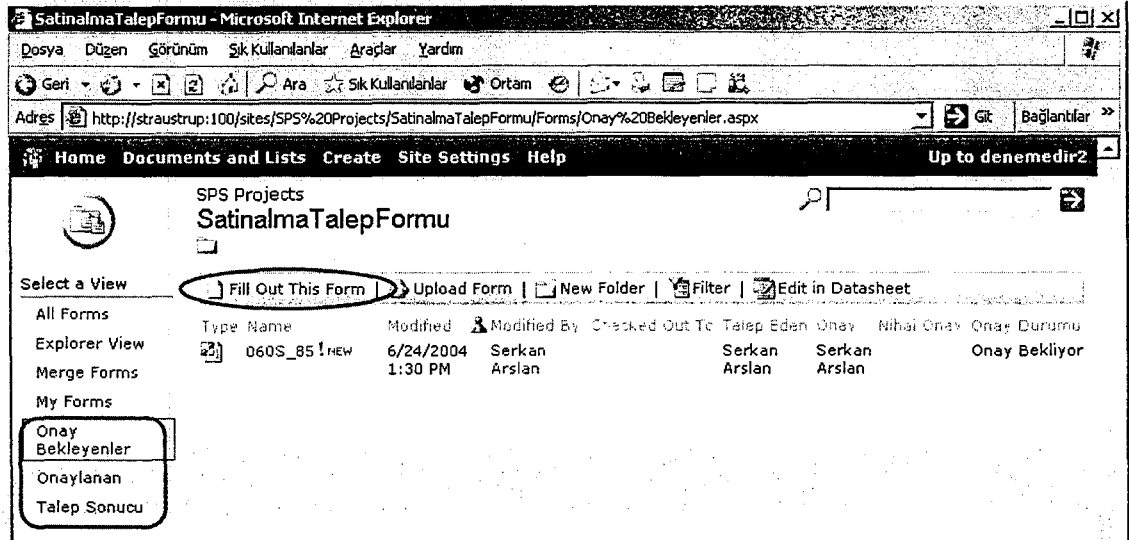 SatinalmaTalepFormu - Microsoft Internet Explorer
Dosya Düzen Görünüm Sık Kullanılanlar Araçlar Yardım
Geri Ara Sık Kullanılanlar Ortam
Adres http://straustrup:100/sites/SPS%20Projects/SatinalmaTalepFormu/Forms/Onay%20Bekleyenler.aspx Git Bağlantılar »
Home Documents and Lists Create Site Settings Help Up to denemedir2
SPS Projects
SatinalmaTalepFormu
Select a View
Fill Out This Form | Upload Form | New Folder | Filter | Edit in Datasheet
All Forms
Explorer View
Merge Forms
My Forms
Onay
Bekleyenler
Onaylanan
Talep Sonucu
Type Name Modified Modified By Checked Out To Talep Eden Onay Nihai Onay Onay Durumu
060S_85 ! NEW 6/24/2004 Serkan Serkan Serkan Onay Bekliyor
1:30 PM Arslan Arslan Arslan